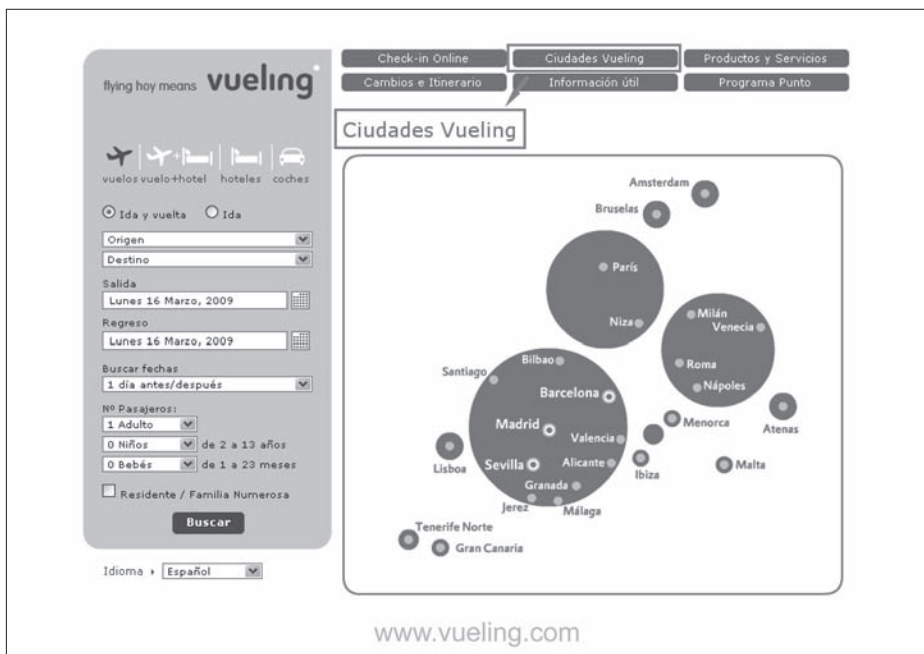 flying hoy means vueling
vuelos vuelo+hotel hoteles coches
Ida y vuelta Ida
Origen
Destino
Salida
Lunes 16 Marzo, 2009
Regreso
Lunes 16 Marzo, 2009
Buscar fechas
1 día antes/después
Nº Pasajeros:
1 Adulto
0 Niños de 2 a 13 años
0 Bebés de 1 a 23 meses
Residente / Familia Numerosa
Buscar
Idioma Español
Check-in Online Ciudades Vueling Productos y Servicios
Cambios e Itinerario Información útil Programa Punto
Ciudades Vueling
Amsterdam
Bruselas
París
Niza
Milán
Venecia
Roma
Nápoles
Bilbao
Santiago
Barcelona
Madrid
Valencia
Sevilla
Alicante
Granada
Jerez
Málaga
Menorca
Ibiza
Atenas
Malta
Lisboa
Tenerife Norte
Gran Canaria
www.vueling.com